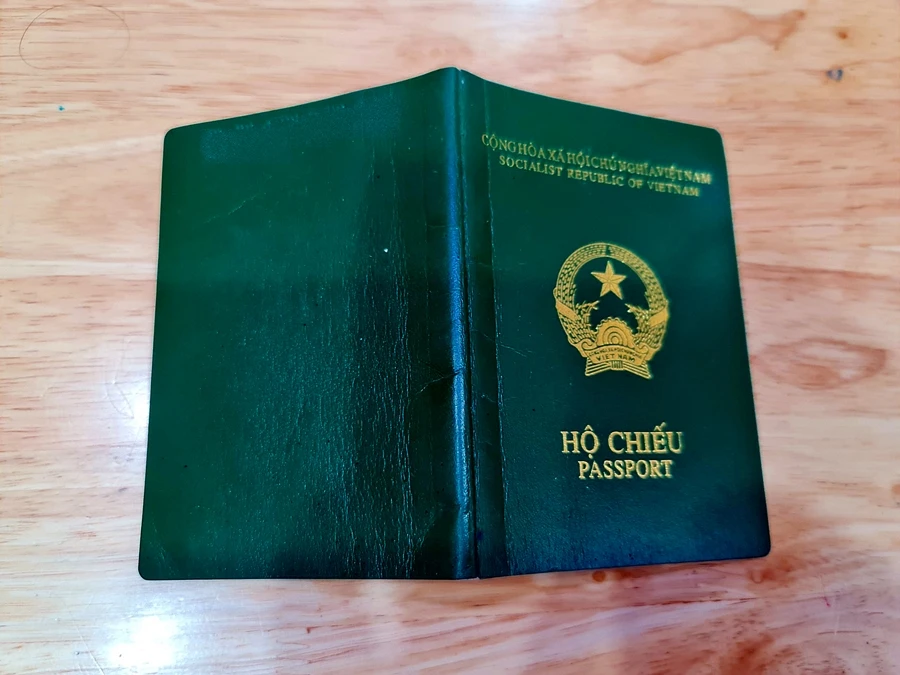 CỘNG HÒA XÃ HỘI CHỦ NGHĨA VIỆT NAM
SOCIALIST REPUBLIC OF VIETNAM
VIỆT NAM
HỘ CHIẾU
PASSPORT